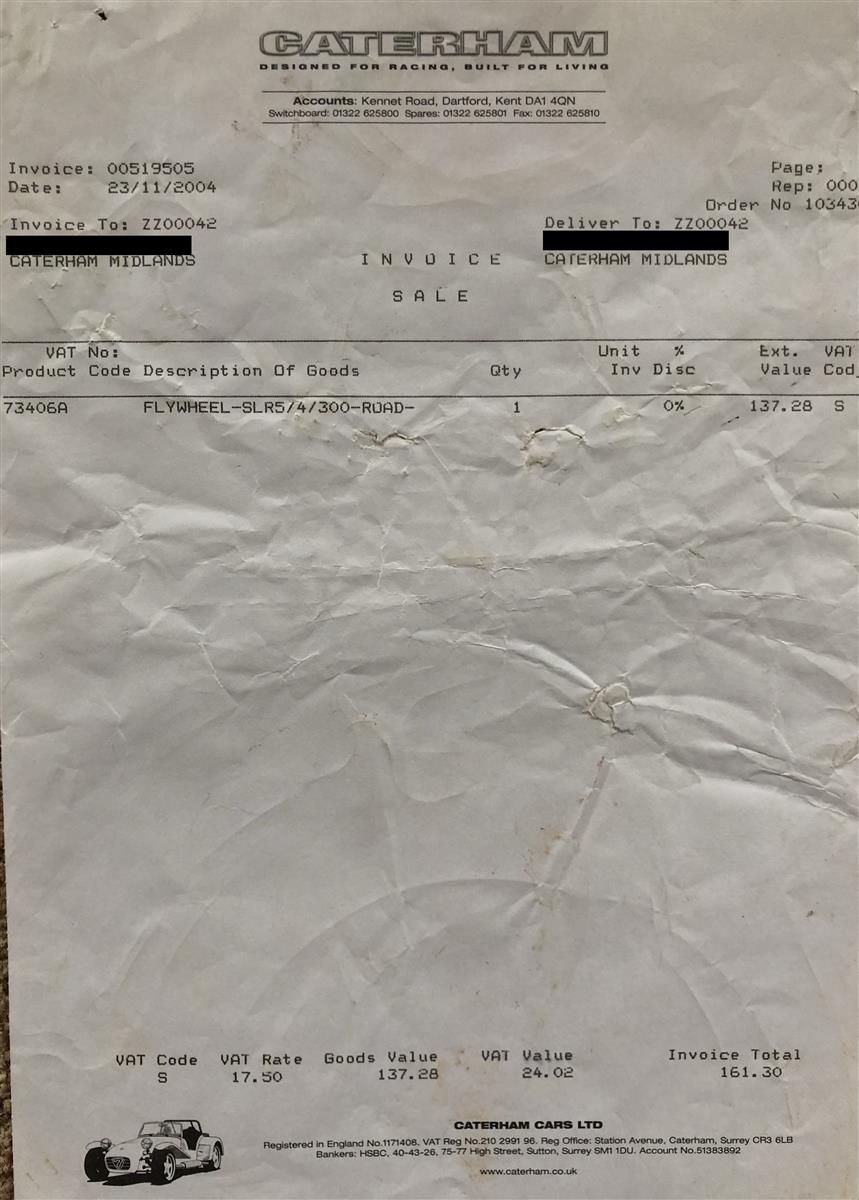 CATERHAM
DESIGNED FOR RACING, BUILT FOR LIVING
Accounts: Kennet Road, Dartford, Kent DA1 4QN
Switchboard: 01322 625800 Spares: 01322 625801 Fax: 01322 625810
Invoice: 00519505
Date: 23/11/2004
Page:
Rep: 000
Order No 10343
Invoice To: ZZ00042
CATERHAM MIDLANDS
Deliver To: ZZ00042
CATERHAM MIDLANDS
INVOICE
SALE
VAT No: Unit % Ext. VAT
Product Code Description Of Goods Qty Inv Disc Value Cod
73406A FLYWHEEL-SLR5/4/300-ROAD- 1 0% 137.28 S
VAT Code VAT Rate Goods Value VAT Value Invoice Total
S 17.50 137.28 24.02 161.30
CATERHAM CARS LTD
Registered in England No.1171408. VAT Reg No.210 2991 96. Reg Office: Station Avenue, Caterham, Surrey CR3 6LB
Bankers: HSBC, 40-43-26, 75-77 High Street, Sutton, Surrey SM1 1DU. Account No.51383892
www.caterham.co.uk